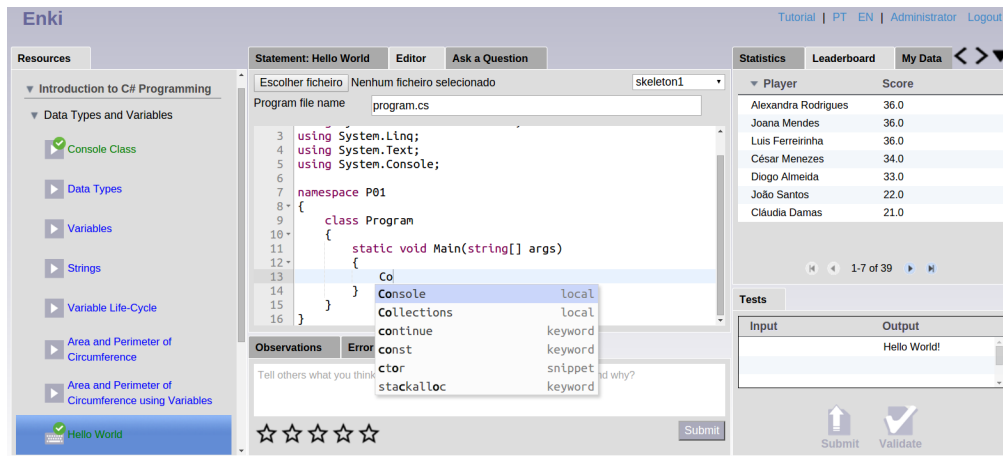 Enki
Tutorial | PT EN | Administrator Logout
Resources
Introduction to C# Programming
Data Types and Variables
Console Class
Data Types
Variables
Strings
Variable Life-Cycle
Area and Perimeter of
Circumference
Area and Perimeter of
Circumference using Variables
Hello World
Statement: Hello World Editor Ask a Question
Escolher ficheiro Nenhum ficheiro selecionado skeleton1
Program file name program.cs
3 using System.Linq;
4 using System.Text;
5 using System.Console;
6
7 namespace P01
8 {
9 class Program
10 {
11 static void Main(string[] args)
12 {
13 Co
14 }
15 }
16 }
Console local
Collections local
continue keyword
const keyword
ctor snippet
stackalloc keyword
Observations Error
Tell others what you think nd why?
Submit
Statistics Leaderboard My Data
Player Score
Alexandra Rodrigues 36.0
Joana Mendes 36.0
Luis Ferreirinha 36.0
César Menezes 34.0
Diogo Almeida 33.0
João Santos 22.0
Cláudia Damas 21.0
1-7 of 39
Tests
Input Output
Hello World!
Submit Validate